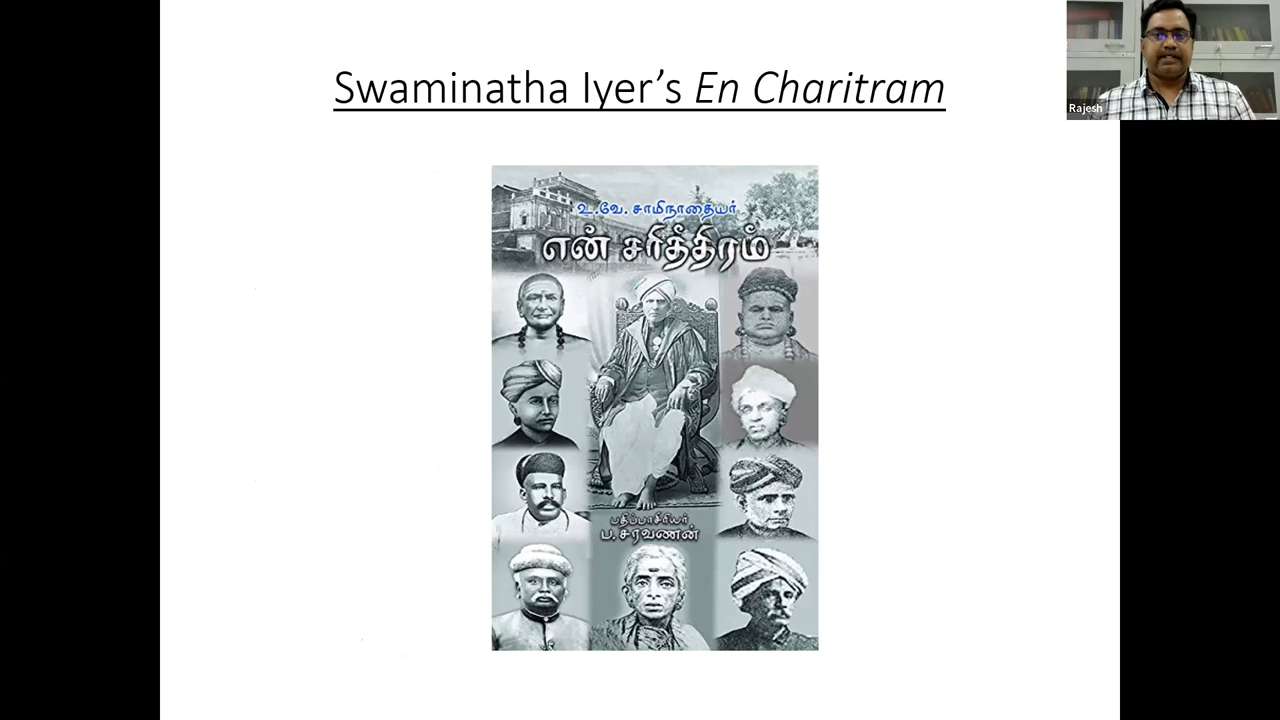 Swaminatha Iyer’s En Charitram
Rajesh
உ.வே. சாமிநாதையர்
என் சரித்திரம்
பதிப்பாசிரியர்
ப. சரவணன்